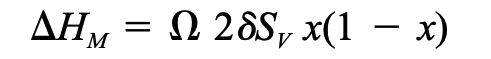 ΔH_M = Ω 2δS_V x(1 − x)